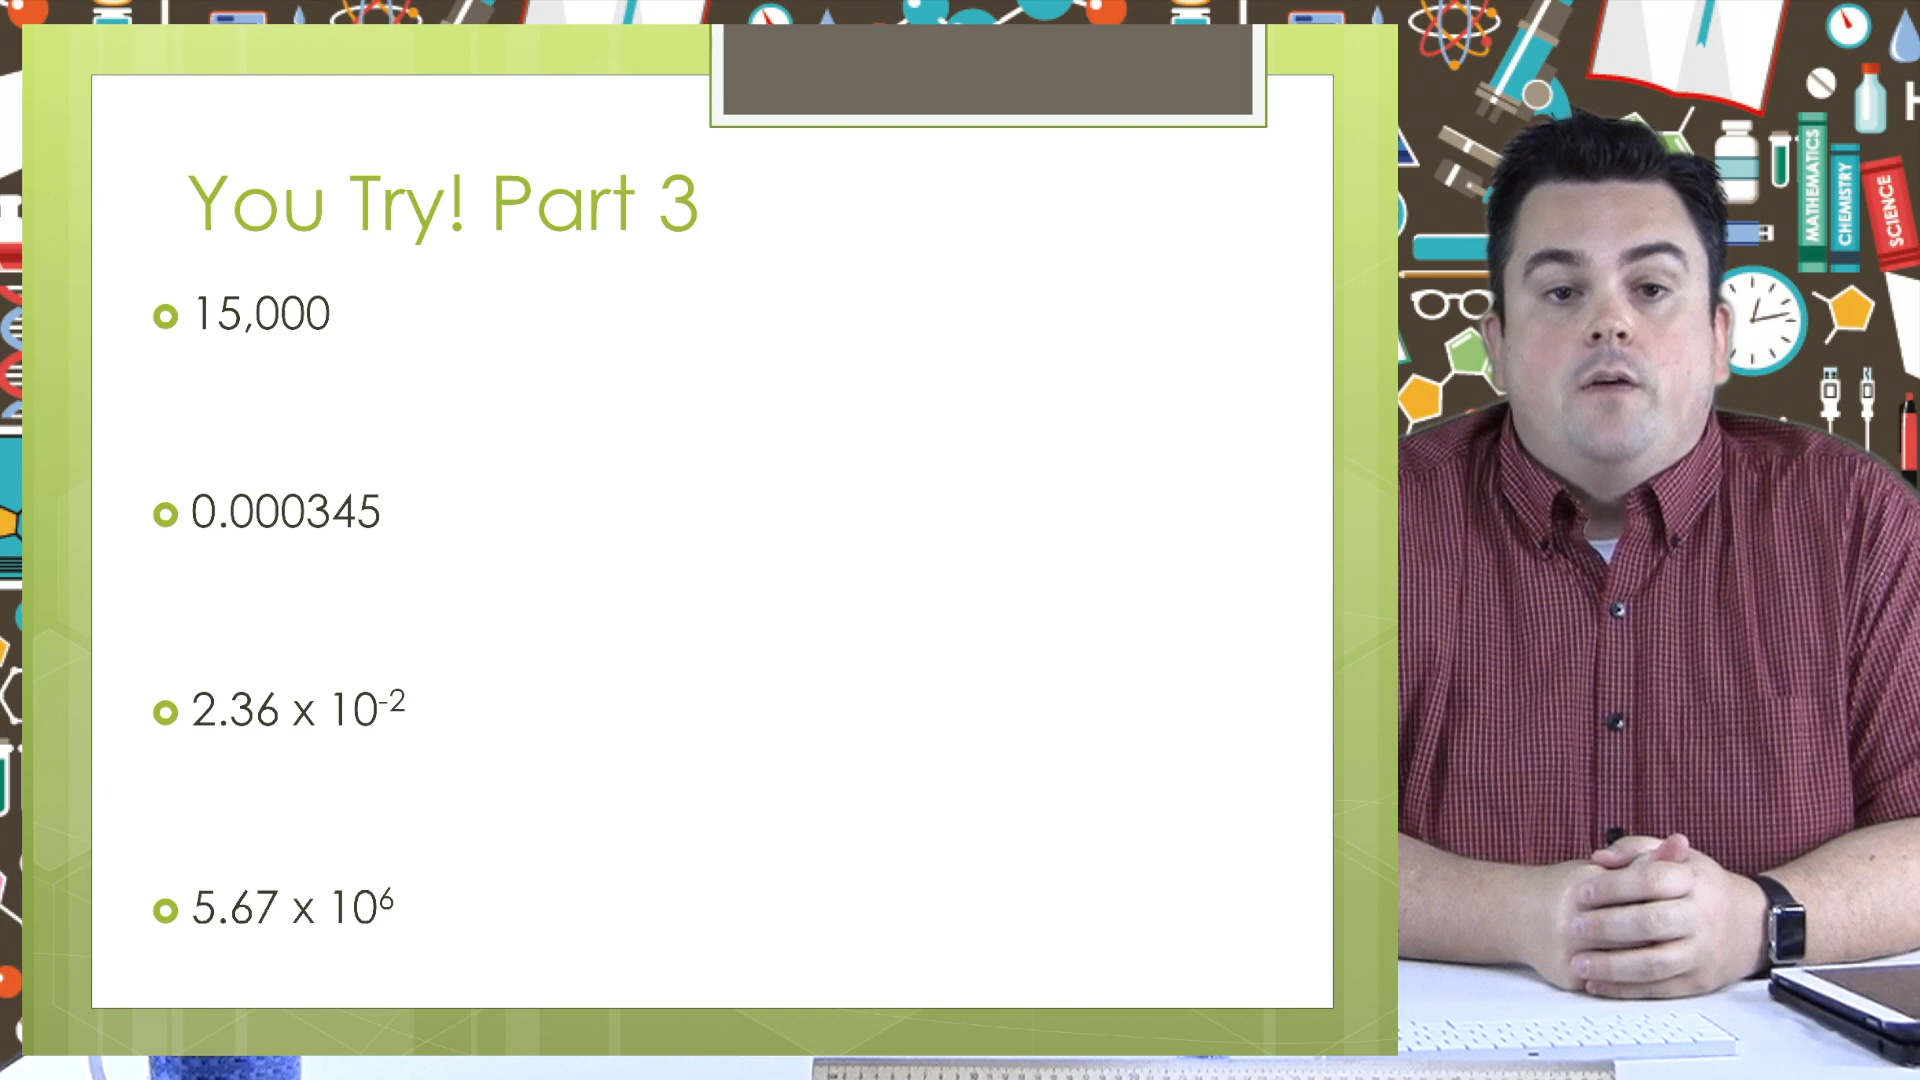 You Try! Part 3
15,000
0.000345
2.36 x 10⁻²
5.67 x 10⁶
MATHEMATICS
CHEMISTRY
SCIENCE
H